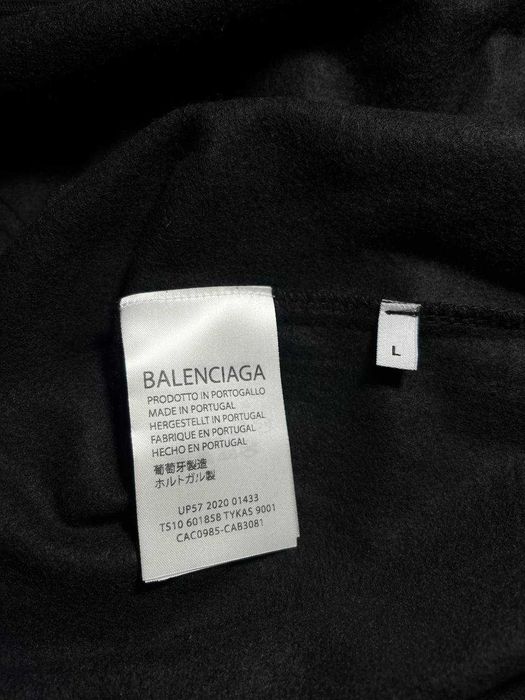 BALENCIAGA
PRODOTTO IN PORTOGALLO
MADE IN PORTUGAL
HERGESTELLT IN PORTUGAL
FABRIQUE EN PORTUGAL
HECHO EN PORTUGAL
葡萄牙製造
ホルトガル製
UP57 2020 01433
TS10 601858 TYKAS 9001
CAC0985-CAB3081
L